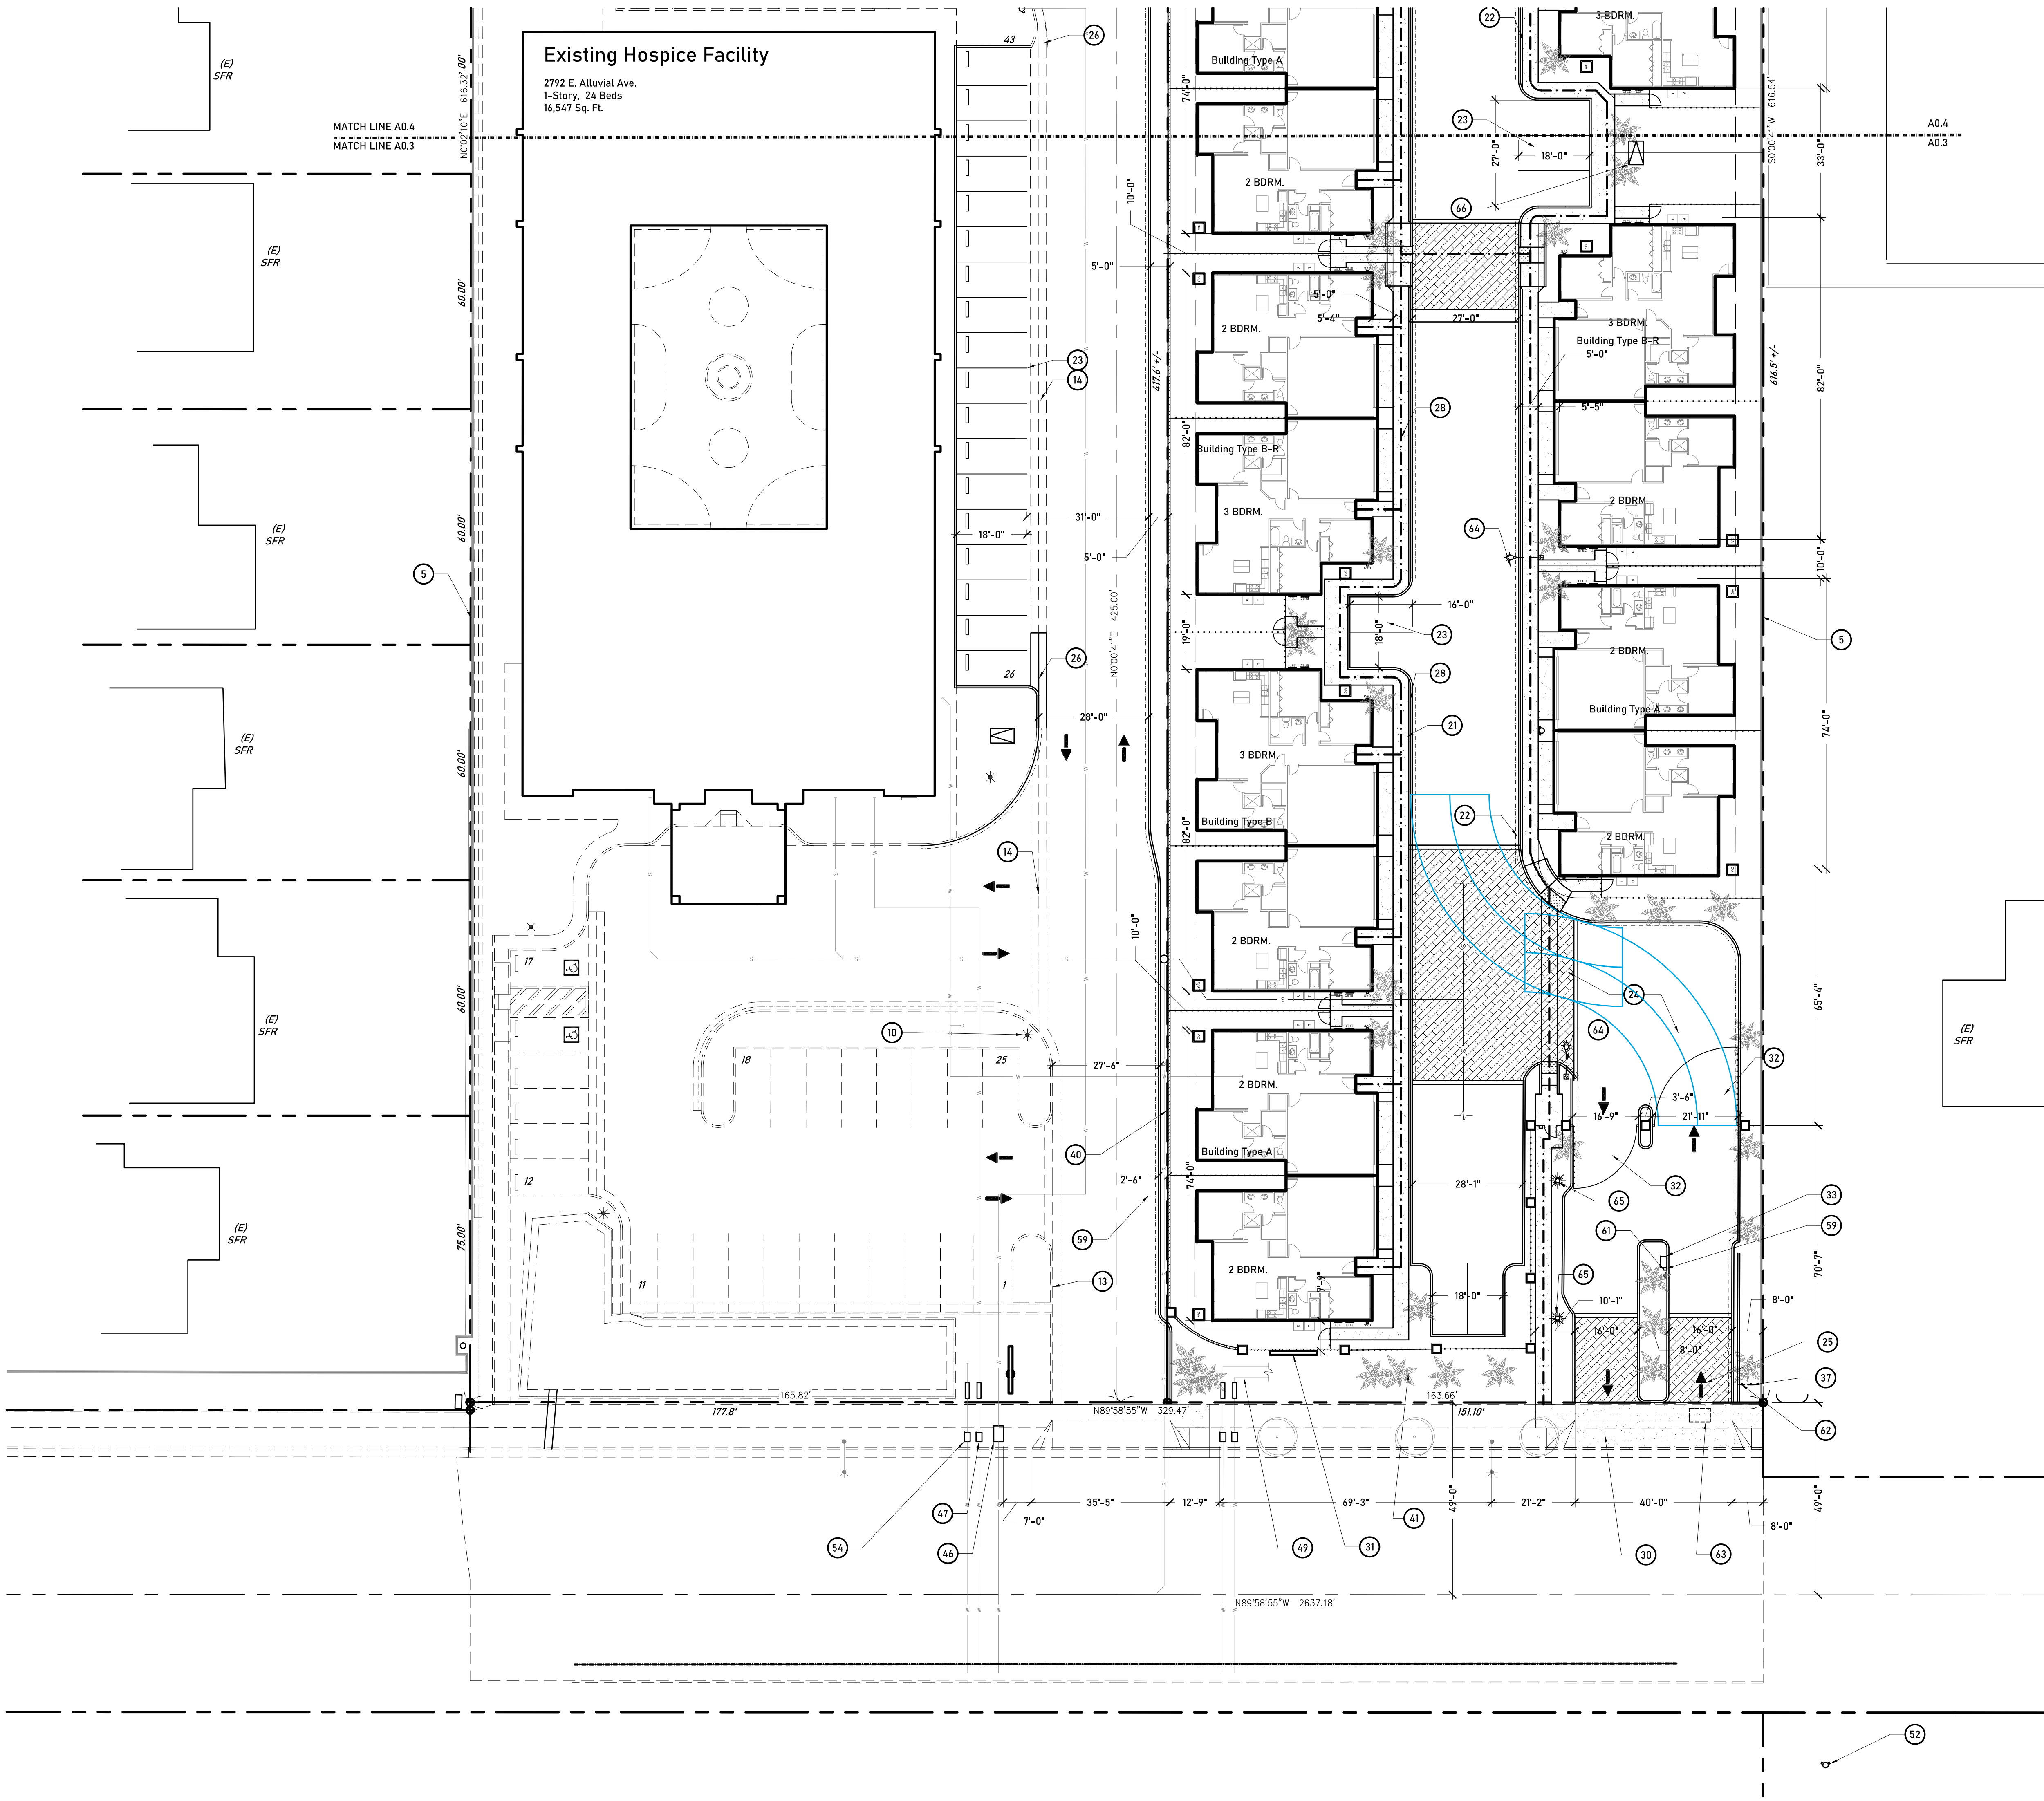 Existing Hospice Facility
2792 E. Alluvial Ave.
1-Story,  24 Beds
16,547 Sq. Ft.
MATCH LINE A0.4
MATCH LINE A0.3
A0.4
A0.3
(E)
SFR
(E)
SFR
(E)
SFR
(E)
SFR
(E)
SFR
(E)
SFR
(E)
SFR
N0°02'10"E  616.32'
60.00'
60.00'
60.00'
60.00'
75.00'
5
43
26
23
14
18'-0"
31'-0"
5'-0"
5'-0"
26
26
28'-0"
14
10
17
12
18
25
11
1
13
27'-6"
40
2'-6"
59
N0°00'41"E  425.00'
417.6' +/-
10'-0"
74'-0"
82'-0"
19'-0"
82'-0"
10'-0"
74'-0"
Building Type A
2 BDRM.
2 BDRM.
Building Type B-R
3 BDRM.
3 BDRM.
Building Type B
2 BDRM.
2 BDRM.
Building Type A
2 BDRM.
7'-9"
5'-0"
5'-4"
27'-0"
28
16'-0"
18'-0"
23
28
21
22
3 BDRM.
23
27'-0"
18'-0"
66
33'-0"
S0°00'41"W  616.54'
3 BDRM.
Building Type B-R
5'-0"
5'-5"
616.5' +/-
82'-0"
2 BDRM.
64
10'-0"
5
2 BDRM.
Building Type A
74'-0"
2 BDRM.
22
24
64
65'-4"
32
3'-6"
16'-9"
21'-11"
32
65
33
61
59
28'-1"
18'-0"
65
10'-1"
70'-7"
8'-0"
16'-0"
16'-0"
8'-0"
25
37
62
165.82'
177.8'
N89°58'55"W  329.47'
163.66'
151.10'
35'-5"
12'-9"
69'-3"
21'-2"
40'-0"
7'-0"
8'-0"
49'-0"
49'-0"
54
47
46
49
31
41
30
63
N89°58'55"W  2637.18'
52